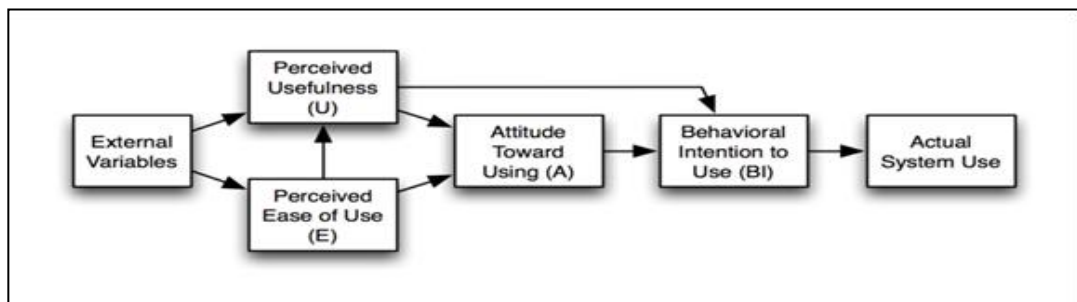 External
Variables
Perceived
Usefulness
(U)
Perceived
Ease of Use
(E)
Attitude
Toward
Using (A)
Behavioral
Intention to
Use (BI)
Actual
System Use